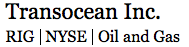 Transocean Inc.
RIG | NYSE | Oil and Gas